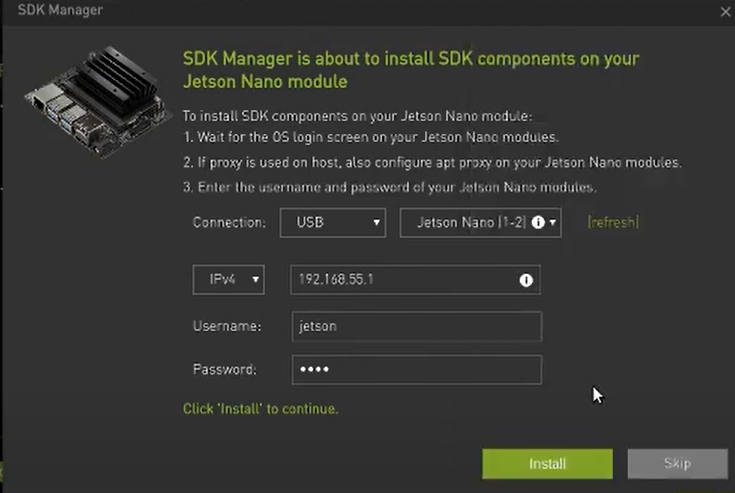 SDK Manager
SDK Manager is about to install SDK components on your
Jetson Nano module
To install SDK components on your Jetson Nano module:
1. Wait for the OS login screen on your Jetson Nano modules.
2. If proxy is used on host, also configure apt proxy on your Jetson Nano modules.
3. Enter the username and password of your Jetson Nano modules.
Connection: USB Jetson Nano [1-2] [refresh]
IPv4 192.168.55.1
Username: jetson
Password: ••••
Click 'Install' to continue.
Install Skip